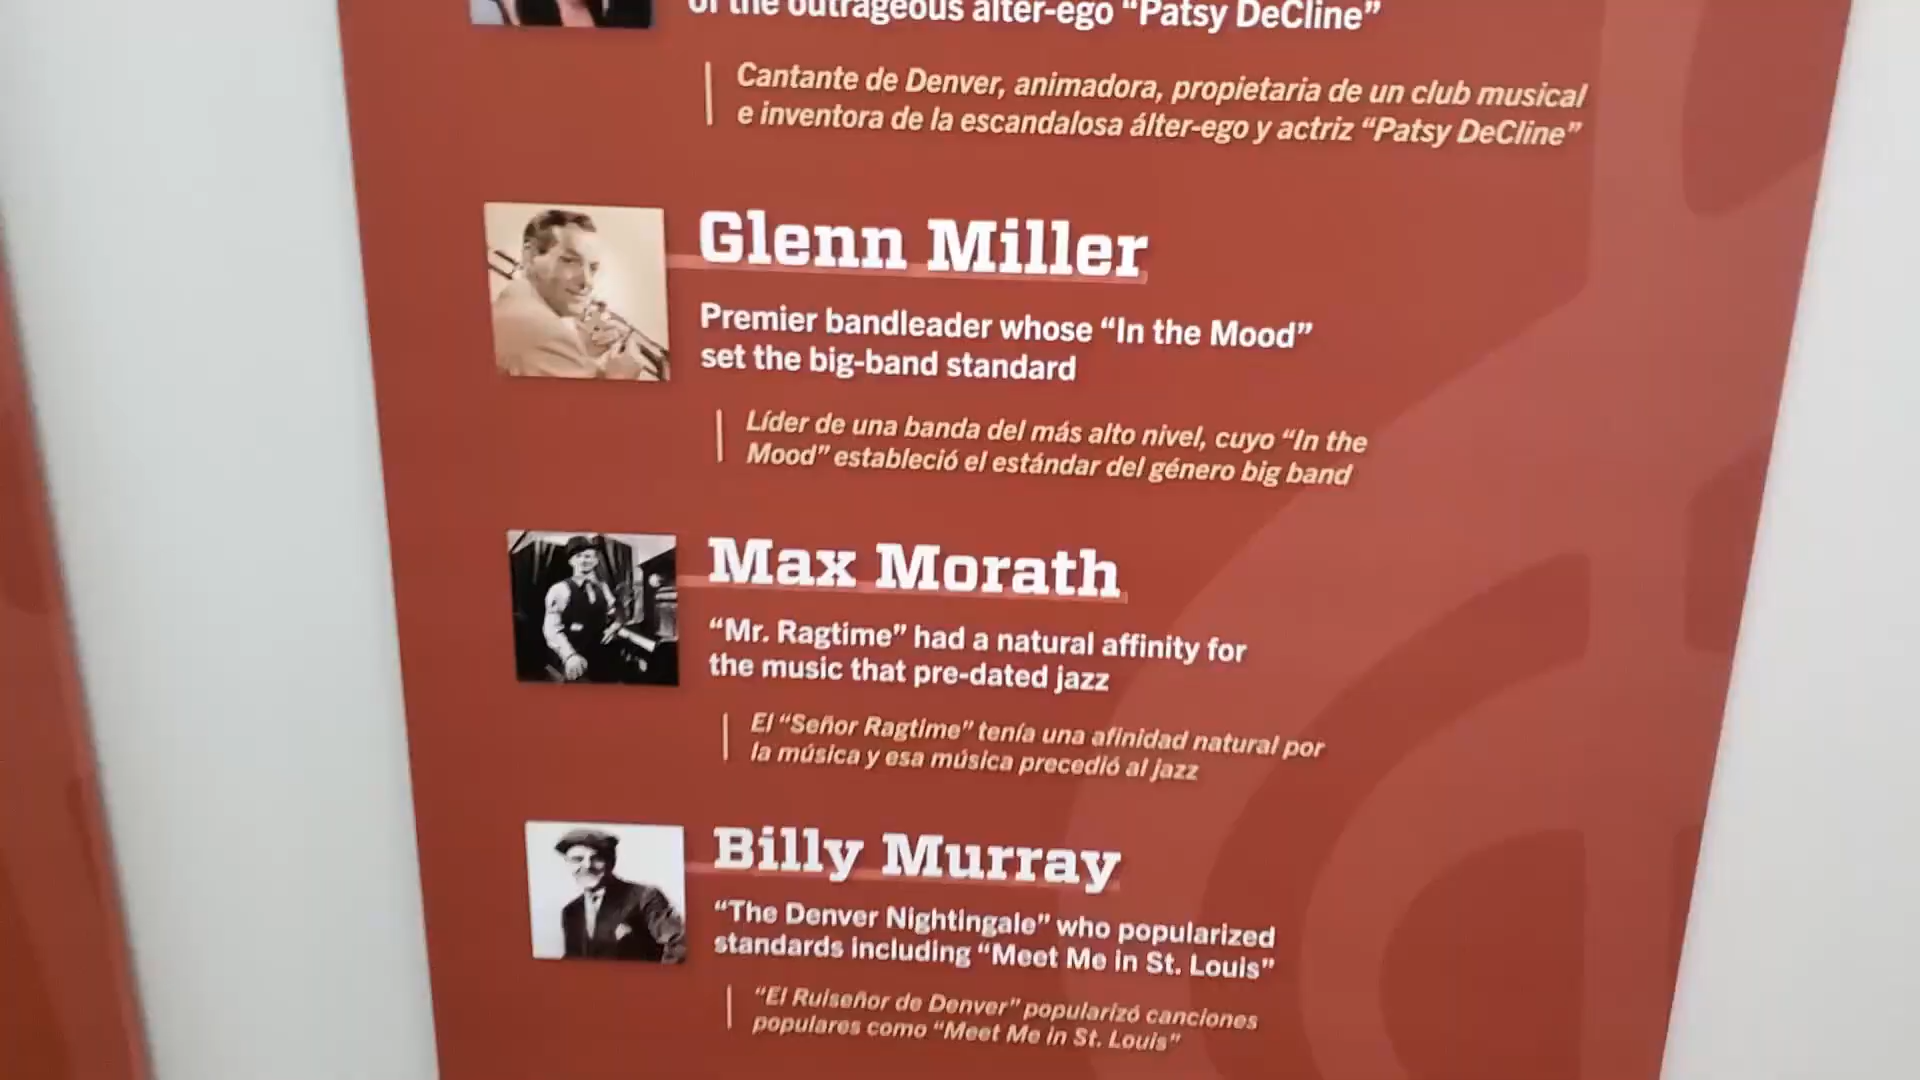 of the outrageous alter-ego “Patsy DeCline”
Cantante de Denver, animadora, propietaria de un club musical
e inventora de la escandalosa álter-ego y actriz “Patsy DeCline”
Glenn Miller
Premier bandleader whose “In the Mood”
set the big-band standard
Líder de una banda del más alto nivel, cuyo “In the
Mood” estableció el estándar del género big band
Max Morath
“Mr. Ragtime” had a natural affinity for
the music that pre-dated jazz
El “Señor Ragtime” tenía una afinidad natural por
la música y esa música precedió al jazz
Billy Murray
“The Denver Nightingale” who popularized
standards including “Meet Me in St. Louis”
“El Ruiseñor de Denver” popularizó canciones
populares como “Meet Me in St. Louis”